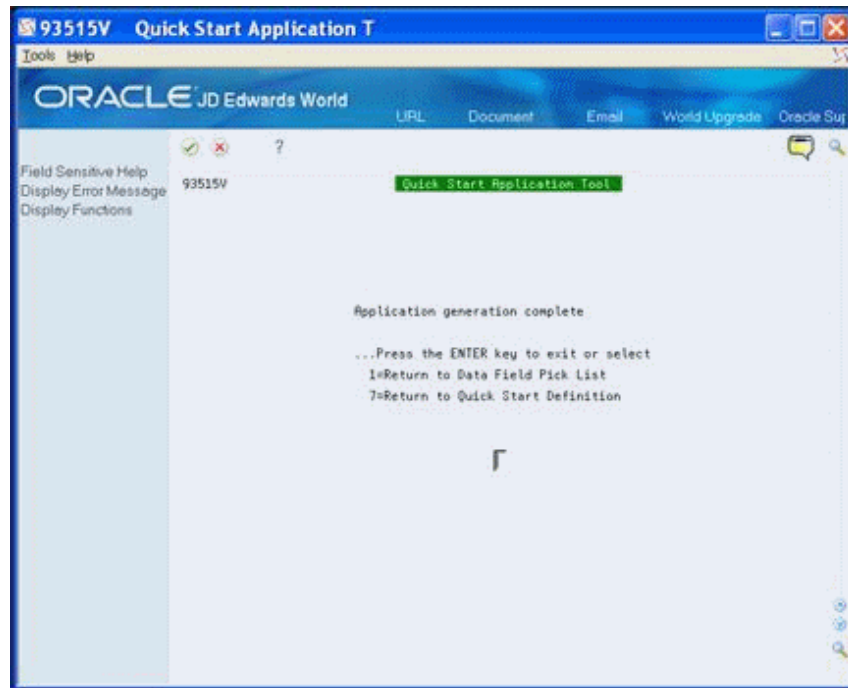 93515V Quick Start Application T
Tools Help
ORACLE JD Edwards World
URL Document Email World Upgrade Oracle Sup
?
Field Sensitive Help
Display Error Message
Display Functions
93515V Quick Start Application Tool
Application generation complete
...Press the ENTER key to exit or select
1=Return to Data Field Pick List
7=Return to Quick Start Definition